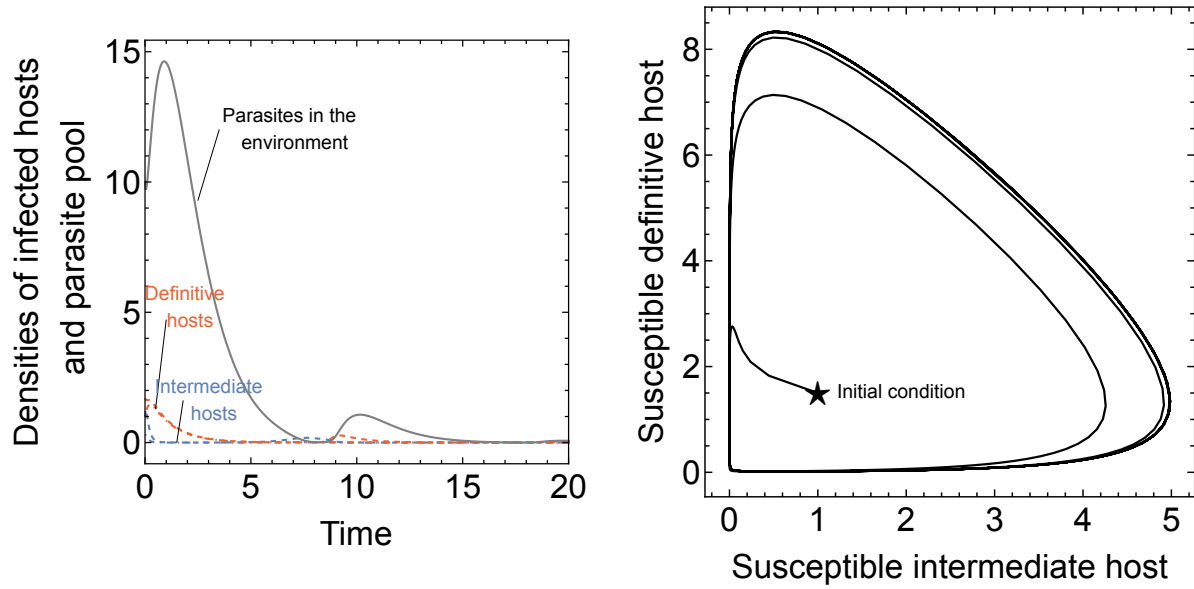 Densities of infected hosts
and parasite pool
15
10
5
0
Parasites in the
environment
Definitive
hosts
Intermediate
hosts
0 5 10 15 20
Time
Susceptible definitive host
8
6
4
2
0
Initial condition
0 1 2 3 4 5
Susceptible intermediate host